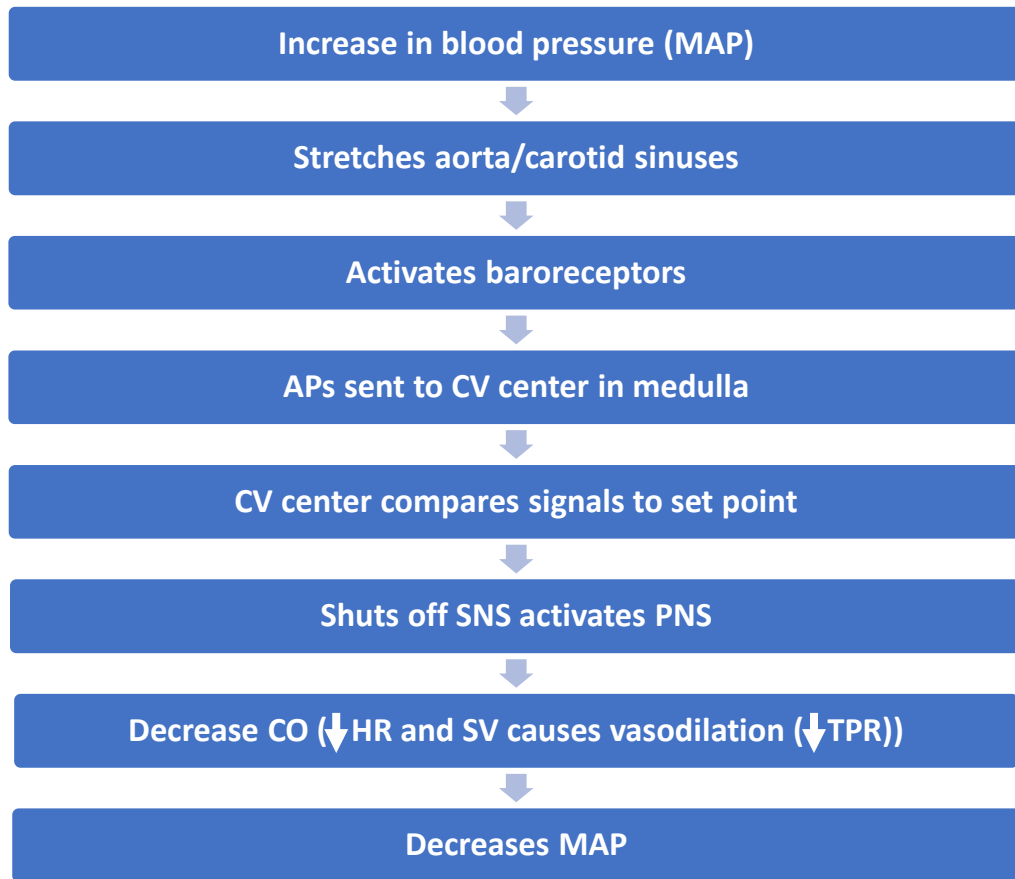 Increase in blood pressure (MAP)
Stretches aorta/carotid sinuses
Activates baroreceptors
APs sent to CV center in medulla
CV center compares signals to set point
Shuts off SNS activates PNS
Decrease CO (↓HR and SV causes vasodilation (↓TPR))
Decreases MAP